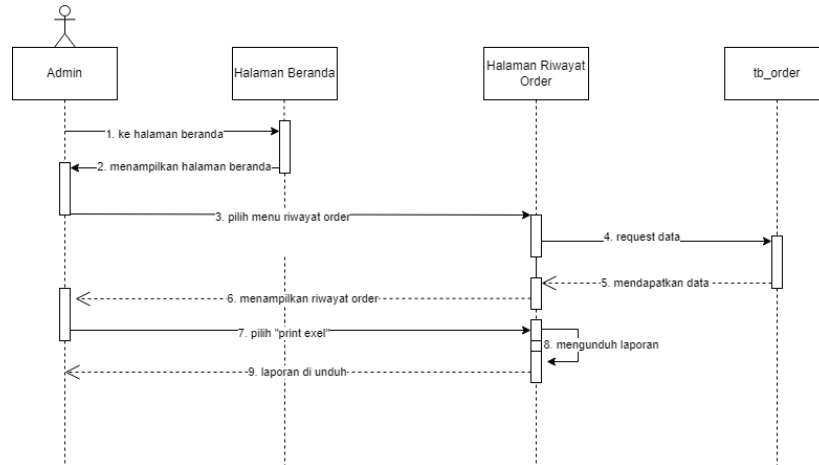 Admin
Halaman Beranda
Halaman Riwayat
Order
tb_order
1. ke halaman beranda
2. menampilkan halaman beranda
3. pilih menu riwayat order
4. request data
5. mendapatkan data
6. menampilkan riwayat order
7. pilih "print exel"
8. mengunduh laporan
9. laporan di unduh